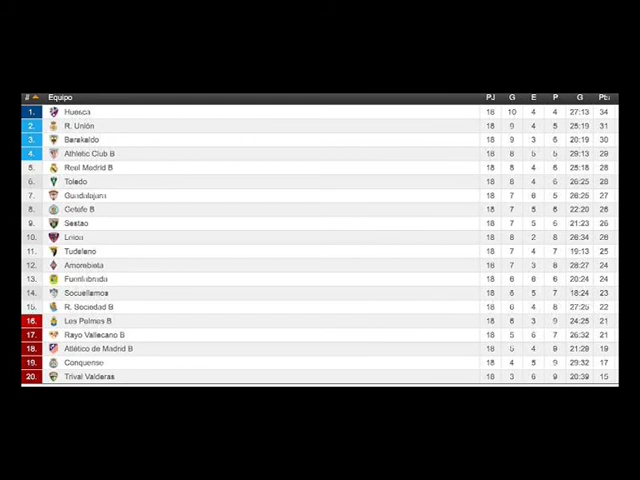 # Equipo PJ G E P G Pts
1. Huesca 18 10 4 4 27:13 34
2. R. Unión 18 9 4 5 25:19 31
3. Barakaldo 18 9 3 6 20:19 30
4. Athletic Club B 18 8 5 5 29:13 29
5. Real Madrid B 18 8 4 6 25:18 28
6. Toledo 18 8 4 6 26:25 28
7. Guadalajara 18 7 6 5 26:25 27
8. Getafe B 18 7 5 6 22:20 26
9. Sestao 18 7 5 6 21:23 26
10. Leioa 18 8 2 8 26:34 26
11. Tudelano 18 7 4 7 19:13 25
12. Amorebieta 18 7 3 8 28:27 24
13. Fuenlabrada 18 6 6 6 20:24 24
14. Socuellamos 18 6 5 7 18:24 23
15. R. Sociedad B 18 6 4 8 27:25 22
16. Las Palmas B 18 6 3 9 24:25 21
17. Rayo Vallecano B 18 5 6 7 26:32 21
18. Atlético de Madrid B 18 5 4 9 21:29 19
19. Conquense 18 4 5 9 29:32 17
20. Trival Valderas 18 3 6 9 20:39 15